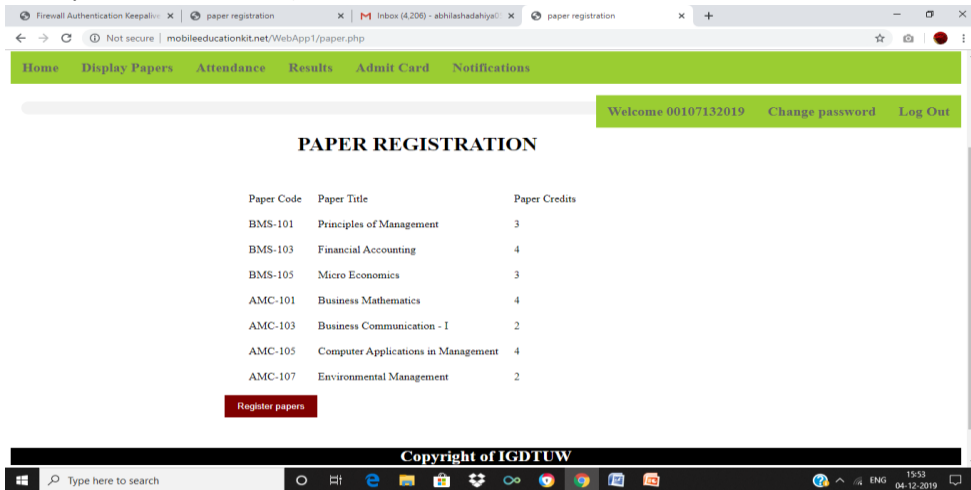 Firewall Authentication Keepalive
paper registration
Inbox (4,206) - abhilashadahiya0
paper registration
Not secure | mobileeducationkit.net/WebApp1/paper.php
Home Display Papers Attendance Results Admit Card Notifications
Welcome 00107132019 Change password Log Out
PAPER REGISTRATION
Paper Code Paper Title Paper Credits
BMS-101 Principles of Management 3
BMS-103 Financial Accounting 4
BMS-105 Micro Economics 3
AMC-101 Business Mathematics 4
AMC-103 Business Communication - I 2
AMC-105 Computer Applications in Management 4
AMC-107 Environmental Management 2
Register papers
Copyright of IGDTUW
Type here to search
ENG
15:53
04-12-2019